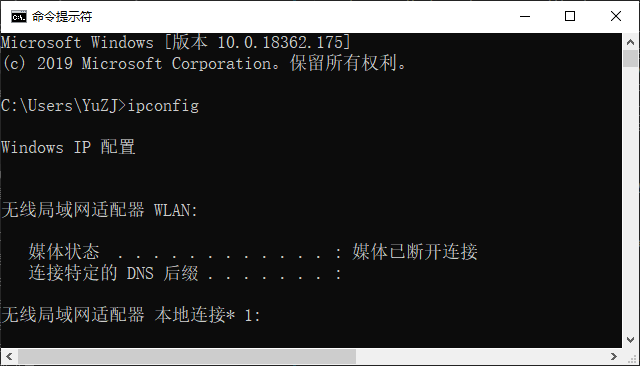 命令提示符
Microsoft Windows [版本 10.0.18362.175]
(c) 2019 Microsoft Corporation。保留所有权利。
C:\Users\YuZJ>ipconfig
Windows IP 配置
无线局域网适配器 WLAN:
媒体状态  . . . . . . . . . . . . : 媒体已断开连接
连接特定的 DNS 后缀 . . . . . . . :
无线局域网适配器 本地连接* 1: